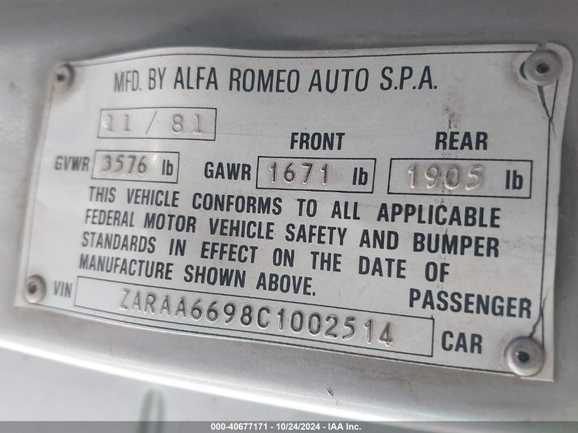 MFD. BY ALFA ROMEO AUTO S.P.A.
11 / 81
FRONT REAR
GVWR 3576 lb GAWR 1671 lb 1905 lb
THIS VEHICLE CONFORMS TO ALL APPLICABLE
FEDERAL MOTOR VEHICLE SAFETY AND BUMPER
STANDARDS IN EFFECT ON THE DATE OF
MANUFACTURE SHOWN ABOVE.
PASSENGER
VIN ZARAA6698C1002514 CAR
000-40677171 - 10/24/2024 - IAA Inc.